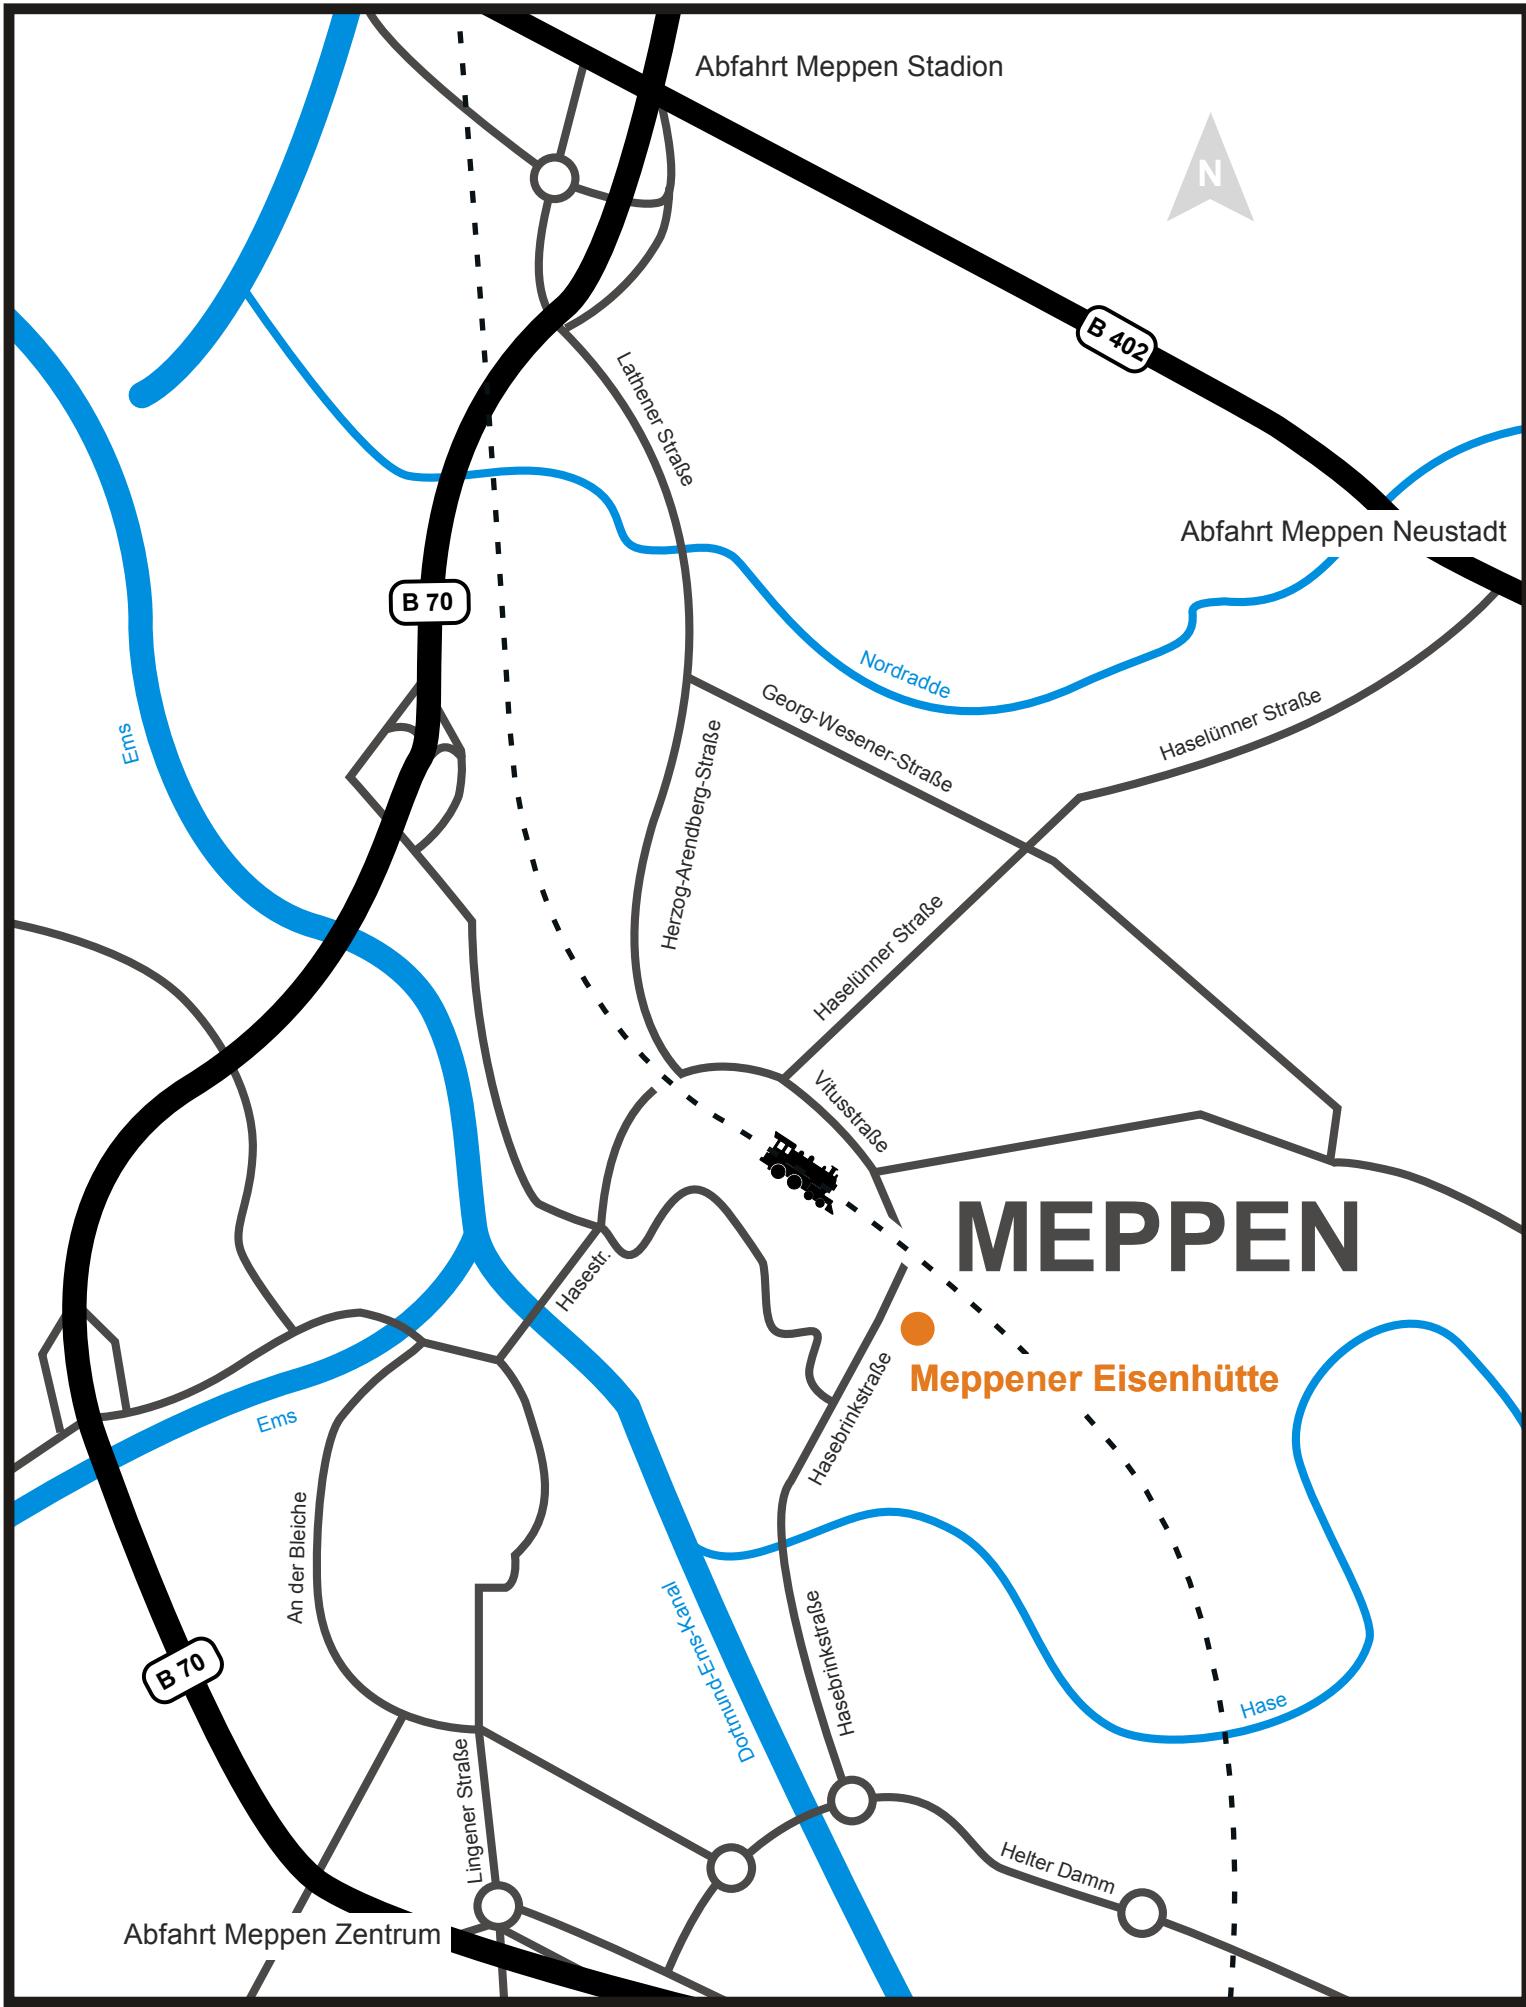 Abfahrt Meppen Stadion
N
B 402
Lathener Straße
Abfahrt Meppen Neustadt
B 70
Nordradde
Georg-Wesener-Straße
Haselünner Straße
Ems
Herzog-Arendberg-Straße
Haselünner Straße
Vitusstraße
MEPPEN
Hasestr.
Meppener Eisenhütte
Hasebrinkstraße
Ems
An der Bleiche
Dortmund-Ems-Kanal
Hasebrinkstraße
B 70
Hase
Lingener Straße
Helter Damm
Abfahrt Meppen Zentrum